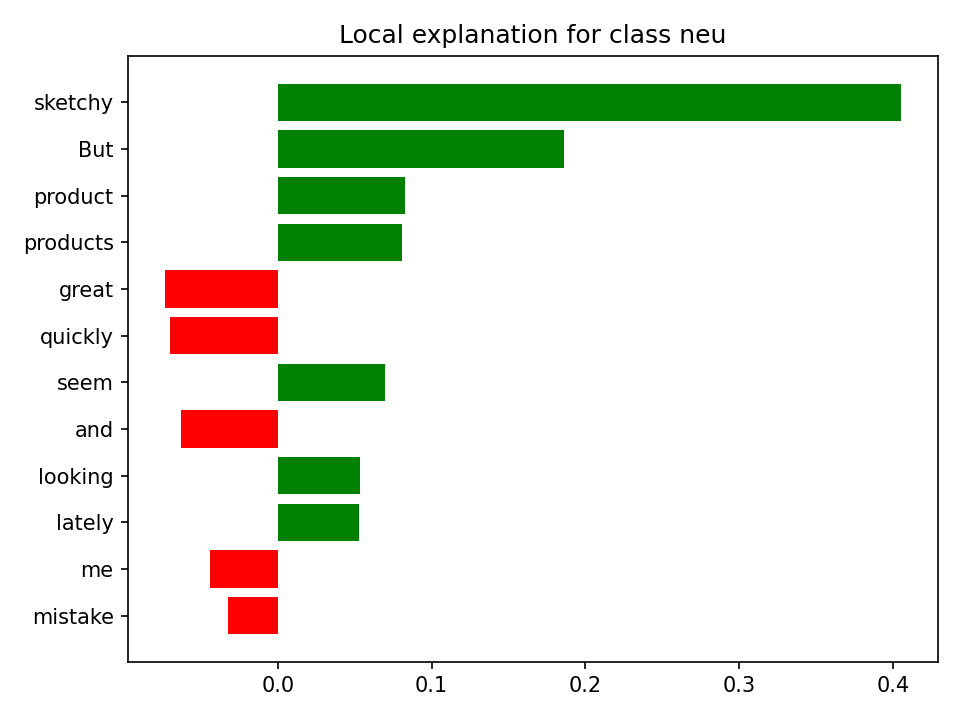 Local explanation for class neu
sketchy
But
product
products
great
quickly
seem
and
looking
lately
me
mistake
0.0 0.1 0.2 0.3 0.4